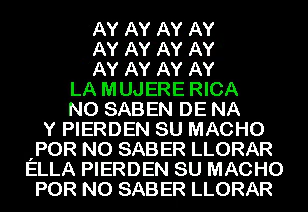 AY AY AY AY
AY AY AY AY
AY AY AY AY
LA MUJERE RICA
NO SABEN DE NA
Y PIERDEN SU MACHO
POR NO SABER LLORAR
ÉLLA PIERDEN SU MACHO
POR NO SABER LLORAR